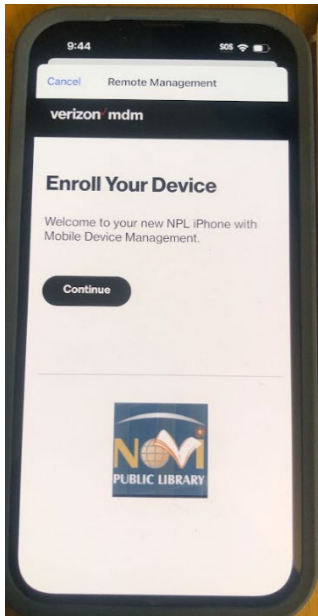 9:44 SOS
Cancel Remote Management
verizon mdm
Enroll Your Device
Welcome to your new NPL iPhone with
Mobile Device Management.
Continue
NOVi
PUBLIC LIBRARY